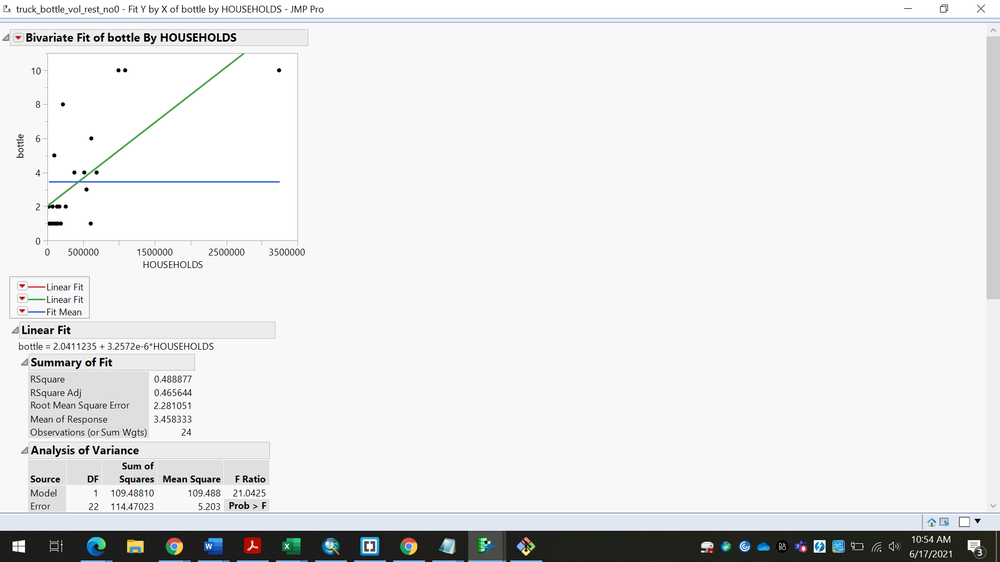 truck_bottle_vol_rest_no0 - Fit Y by X of bottle by HOUSEHOLDS - JMP Pro
Bivariate Fit of bottle By HOUSEHOLDS
10
8
6
4
2
0
bottle
0 500000 1500000 2500000 3500000
HOUSEHOLDS
Linear Fit
Linear Fit
Fit Mean
Linear Fit
bottle = 2.0411235 + 3.2572e-6*HOUSEHOLDS
Summary of Fit
RSquare 0.488877
RSquare Adj 0.465644
Root Mean Square Error 2.281051
Mean of Response 3.458333
Observations (or Sum Wgts) 24
Analysis of Variance
Source DF Sum of Squares Mean Square F Ratio
Model 1 109.48810 109.488 21.0425
Error 22 114.47023 5.203 Prob > F
10:54 AM
6/17/2021
3